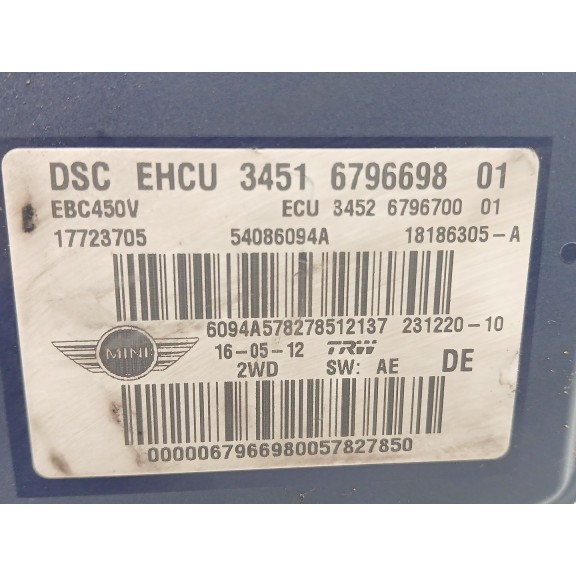 DSC EHCU 3451 6796698 01
EBC450V ECU 3452 6796700 01
17723705 54086094A 18186305-A
6094A578278512137 231220-10
MINI 16-05-12 TRW DE
2WD SW: AE
0000067966980057827850